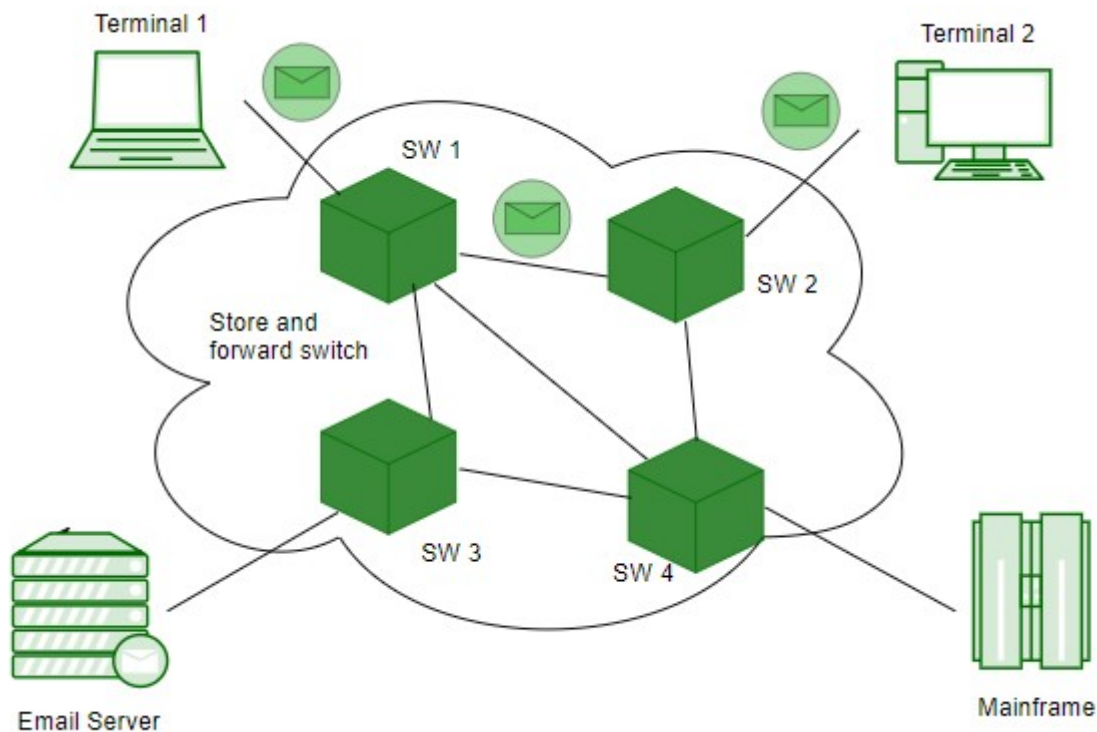 Terminal 1
Terminal 2
SW 1
SW 2
Store and
forward switch
SW 3
SW 4
Email Server
Mainframe